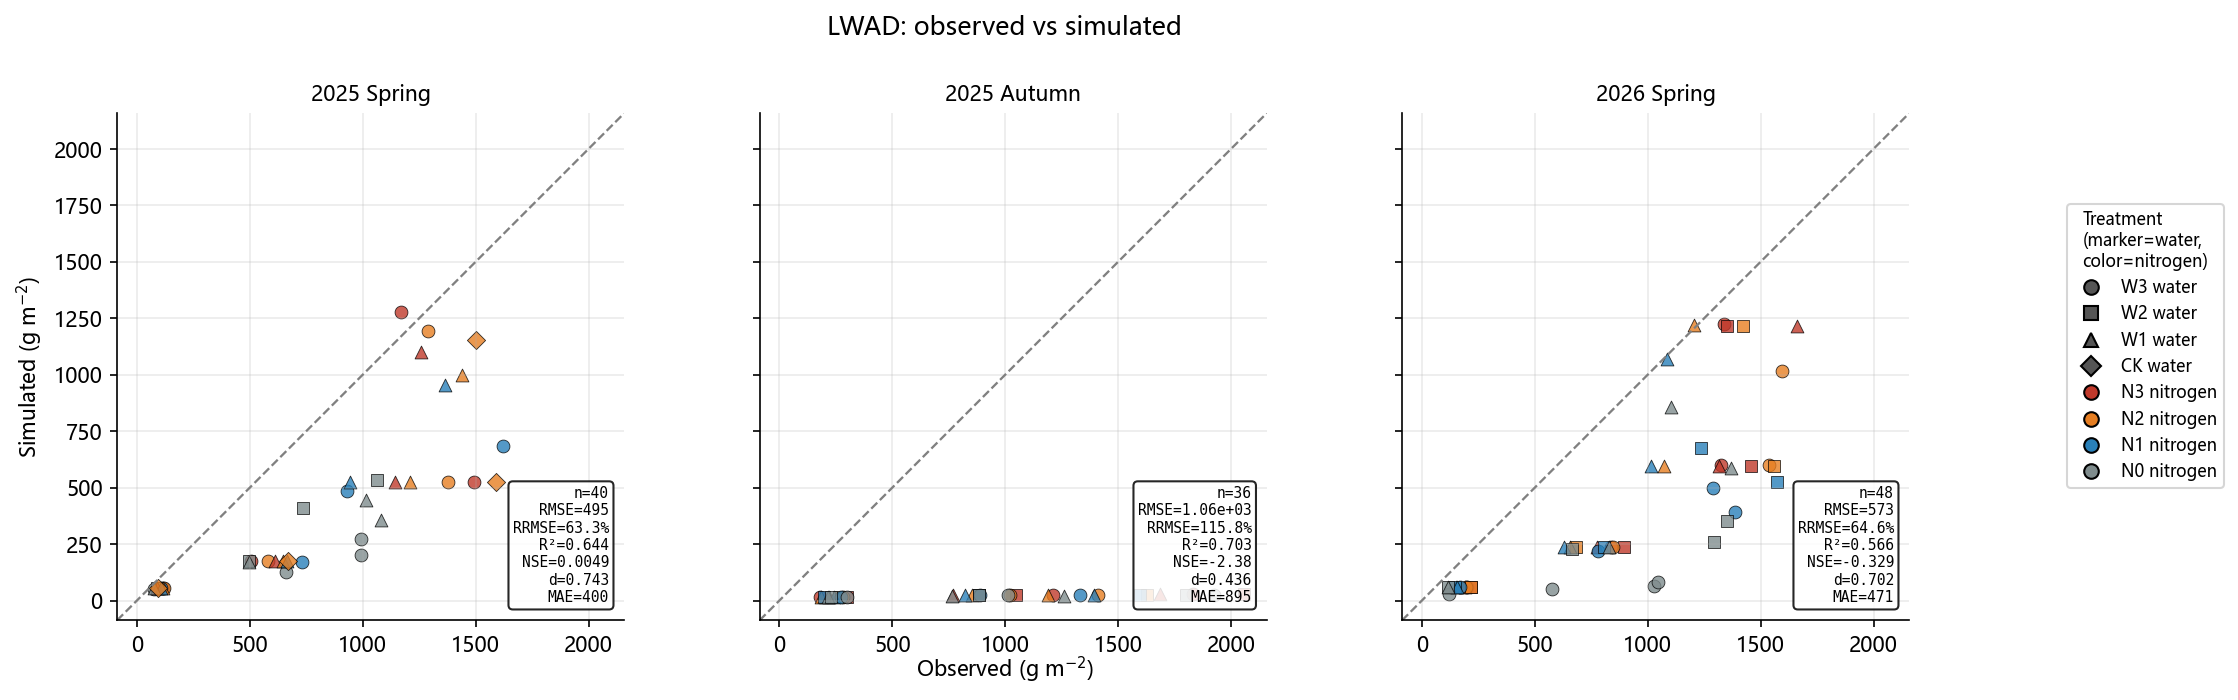 LWAD: observed vs simulated
2025 Spring
2025 Autumn
2026 Spring
Simulated (g m⁻²)
2000
1750
1500
1250
1000
750
500
250
0
0 500 1000 1500 2000
n=40
RMSE=495
RRMSE=63.3%
R²=0.644
NSE=0.0049
d=0.743
MAE=400
0 500 1000 1500 2000
n=36
RMSE=1.06e+03
RRMSE=115.8%
R²=0.703
NSE=-2.38
d=0.436
MAE=895
0 500 1000 1500 2000
n=48
RMSE=573
RRMSE=64.6%
R²=0.566
NSE=-0.329
d=0.702
MAE=471
Observed (g m⁻²)
Treatment
(marker=water,
color=nitrogen)
W3 water
W2 water
W1 water
CK water
N3 nitrogen
N2 nitrogen
N1 nitrogen
N0 nitrogen